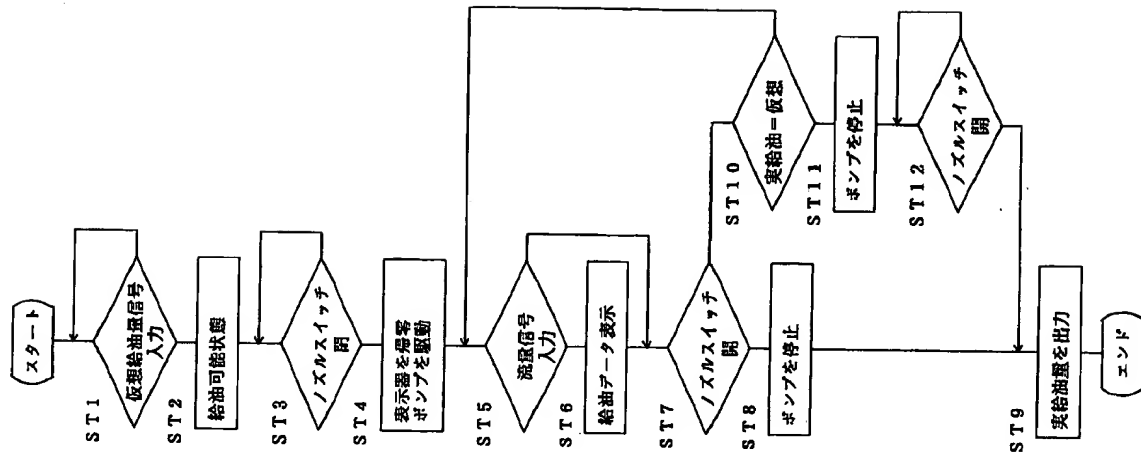 スタート
ST1
仮想給油量信号
入力
ST2
給油可能状態
ST3
ノズルスイッチ
閉
ST4
表示器を帰零
ポンプを駆動
ST5
流量信号
入力
ST6
給油データ表示
ST7
ノズルスイッチ
開
ST8
ポンプを停止
ST10
実給油=仮想
ST11
ポンプを停止
ST12
ノズルスイッチ
開
ST9
実給油量を出力
エンド